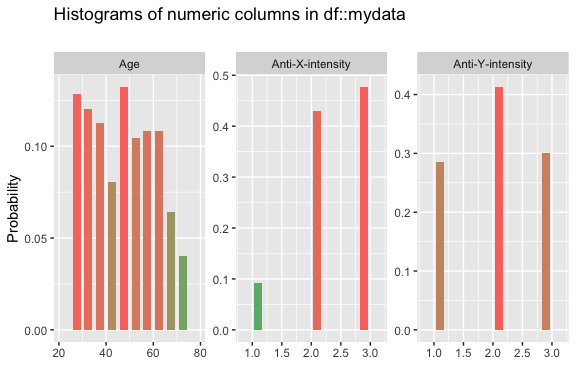 Histograms of numeric columns in df::mydata
Age
Anti-X-intensity
Anti-Y-intensity
Probability
0.10
0.05
0.00
20 40 60 80
0.5
0.4
0.3
0.2
0.1
0.0
1.0 1.5 2.0 2.5 3.0
0.4
0.3
0.2
0.1
0.0
1.0 1.5 2.0 2.5 3.0